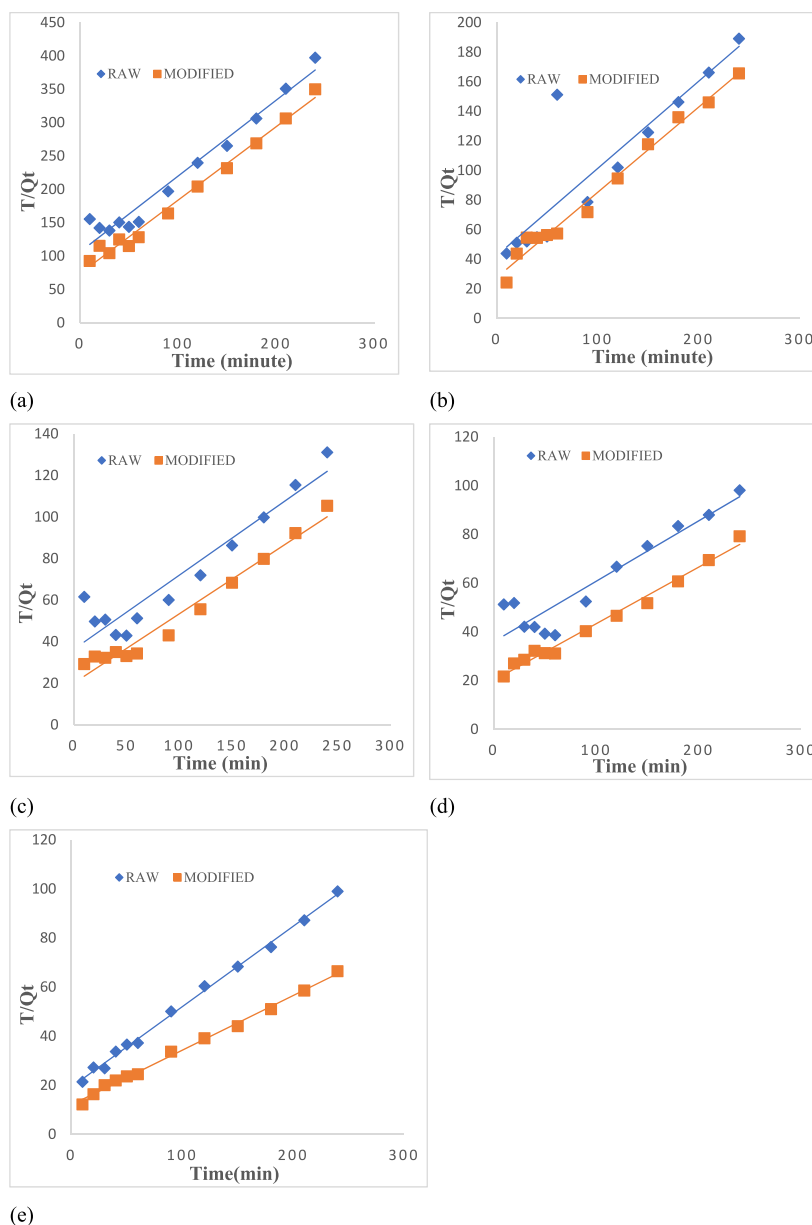 450
400
350
300
250
200
150
100
50
0
RAW MODIFIED
T/Qt
0 100 200 300
Time (minute)
(a)
200
180
160
140
120
100
80
60
40
20
0
RAW MODIFIED
T/Qt
0 100 200 300
Time (minute)
(b)
140
120
100
80
60
40
20
0
RAW MODIFIED
T/Qt
0 50 100 150 200 250 300
Time (min)
(c)
120
100
80
60
40
20
0
RAW MODIFIED
T/Qt
0 100 200 300
Time (min)
(d)
120
100
80
60
40
20
0
RAW MODIFIED
T/Qt
0 100 200 300
Time(min)
(e)